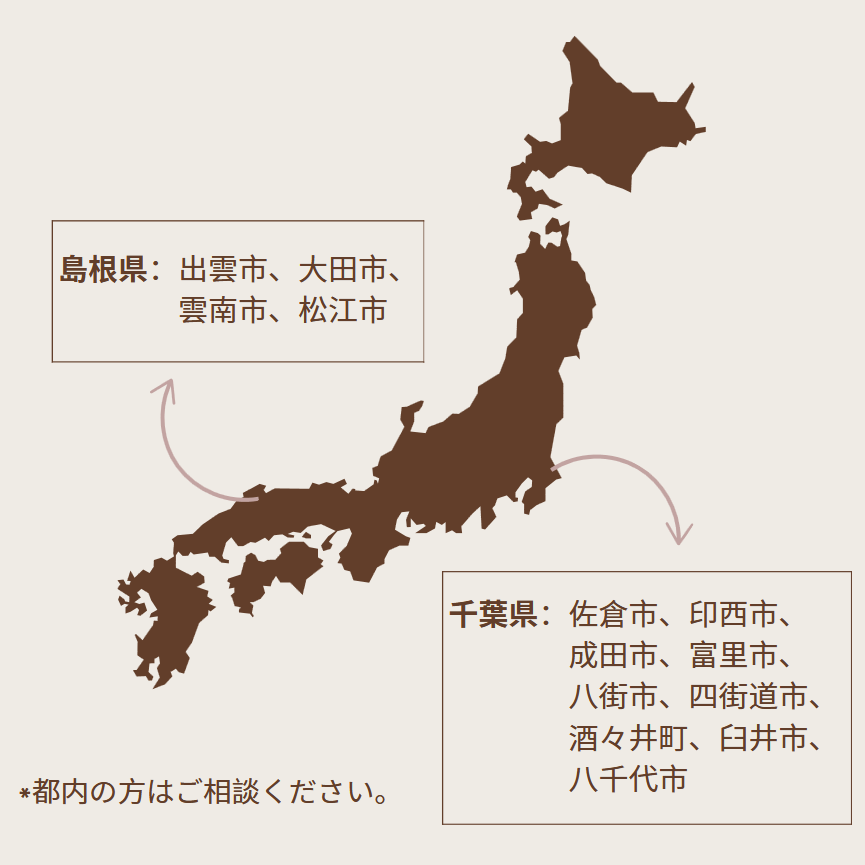 島根県：出雲市、大田市、
雲南市、松江市
千葉県：佐倉市、印西市、
成田市、富里市、
八街市、四街道市、
酒々井町、臼井市、
八千代市
*都内の方はご相談ください。